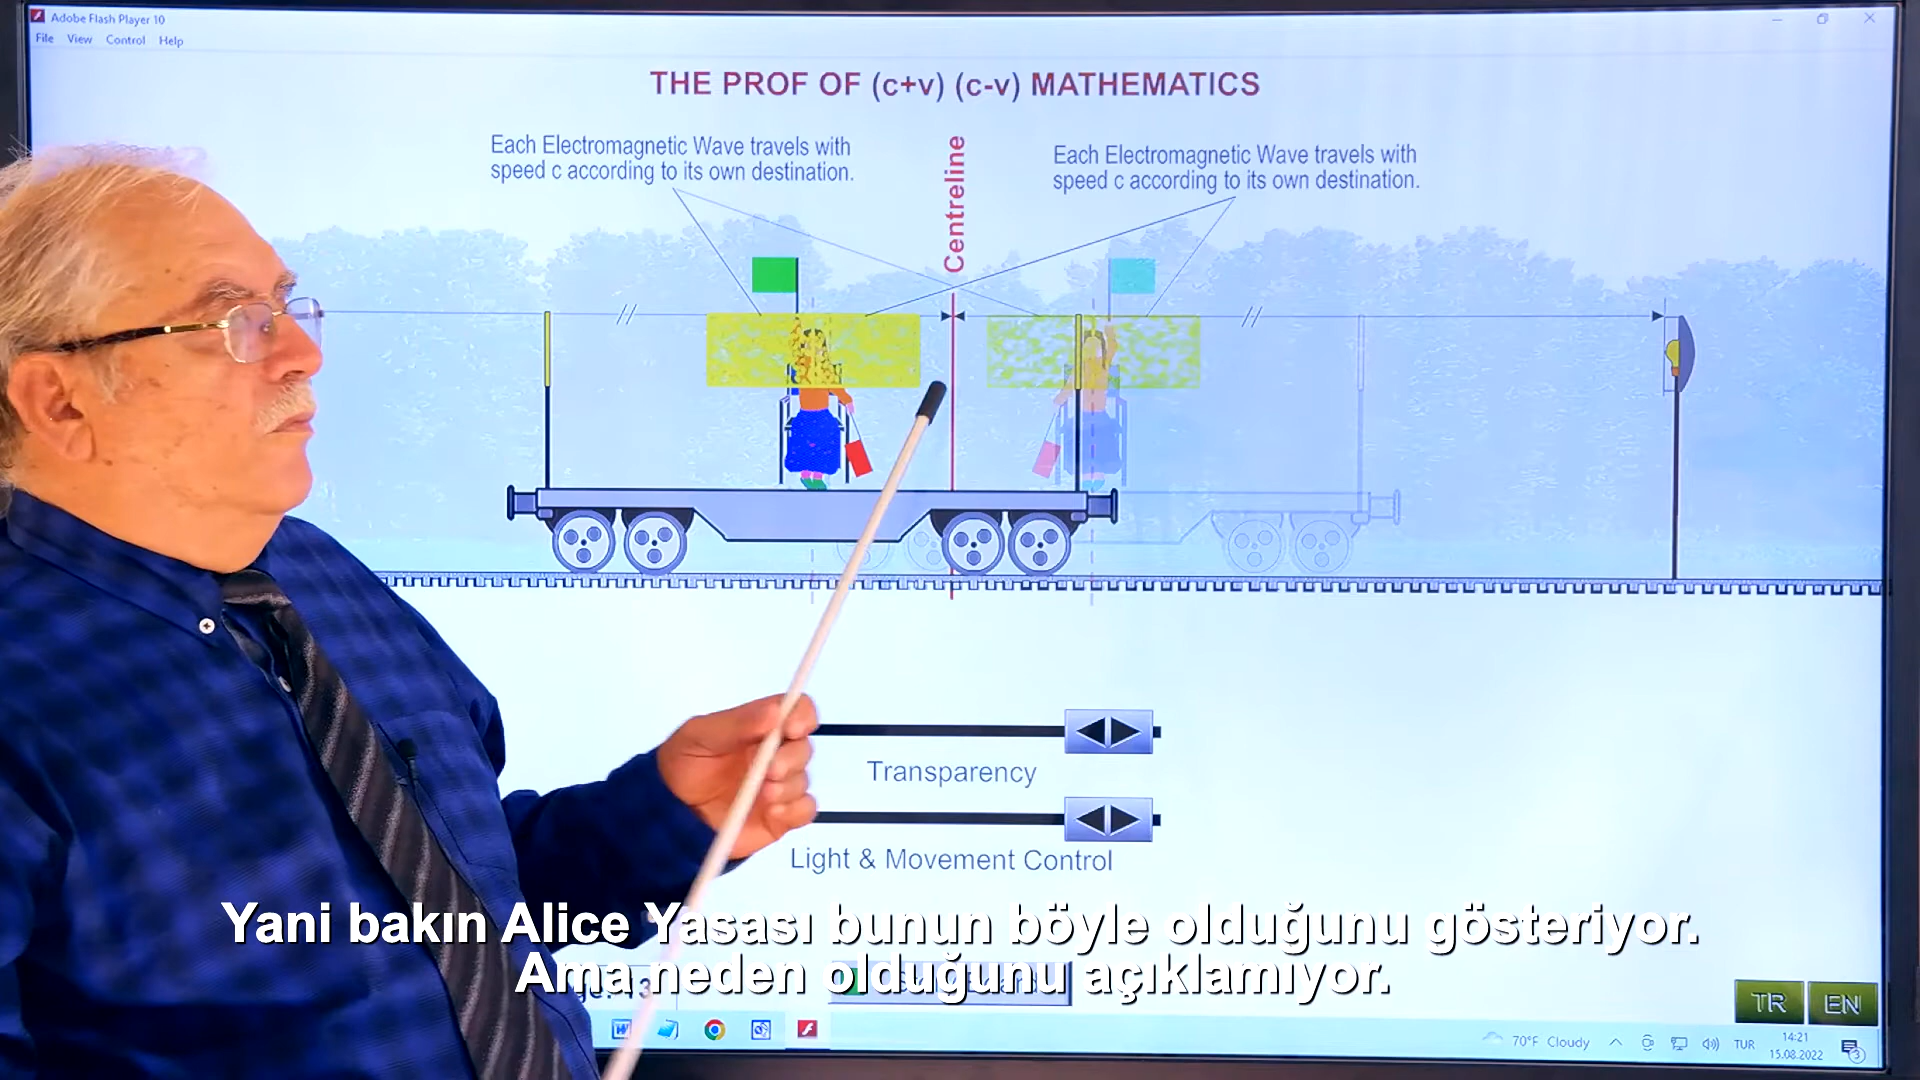 Adobe Flash Player 10
File View Control Help
THE PROF OF (c+v) (c-v) MATHEMATICS
Each Electromagnetic Wave travels with
speed c according to its own destination.
Centreline
Each Electromagnetic Wave travels with
speed c according to its own destination.
Transparency
Light & Movement Control
Yani bakın Alice Yasası bunun böyle olduğunu gösteriyor.
Ama neden olduğunu açıklamıyor.
TR EN
70°F Cloudy
TUR
14:21
15.08.2022
3